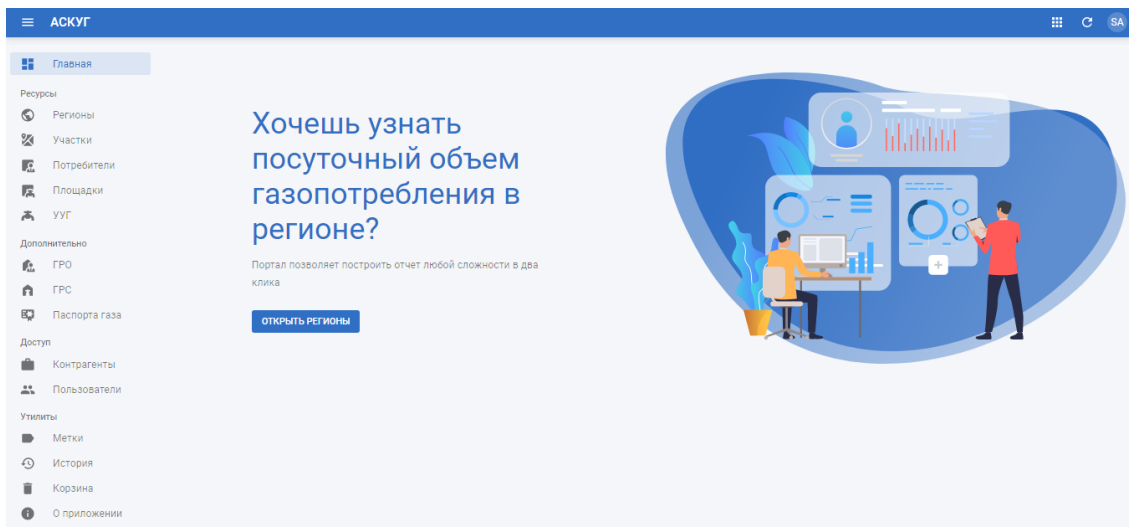 АСКУГ
SA
Главная
Ресурсы
Регионы
Участки
Потребители
Площадки
УУГ
Дополнительно
ГРО
ГРС
Паспорта газа
Доступ
Контрагенты
Пользователи
Утилиты
Метки
История
Корзина
О приложении
Хочешь узнать
посуточный объем
газопотребления в
регионе?
Портал позволяет построить отчет любой сложности в два
клика
ОТКРЫТЬ РЕГИОНЫ